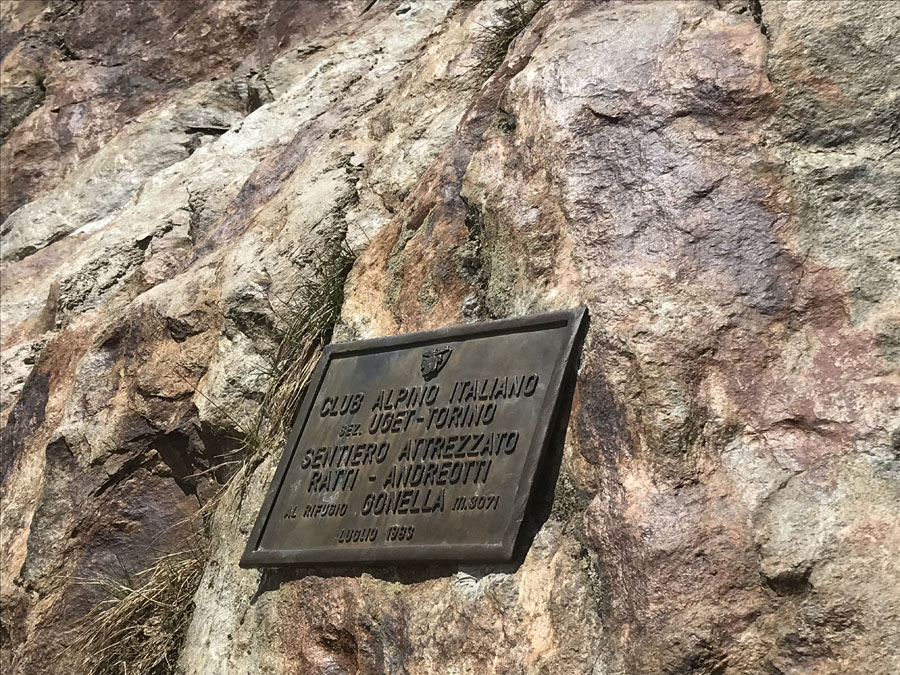 CLUB ALPINO ITALIANO
SEZ. UGET-TORINO
SENTIERO ATTREZZATO
RATTI - ANDREOTTI
AL RIFUGIO GONELLA m.3071
LUGLIO 1983